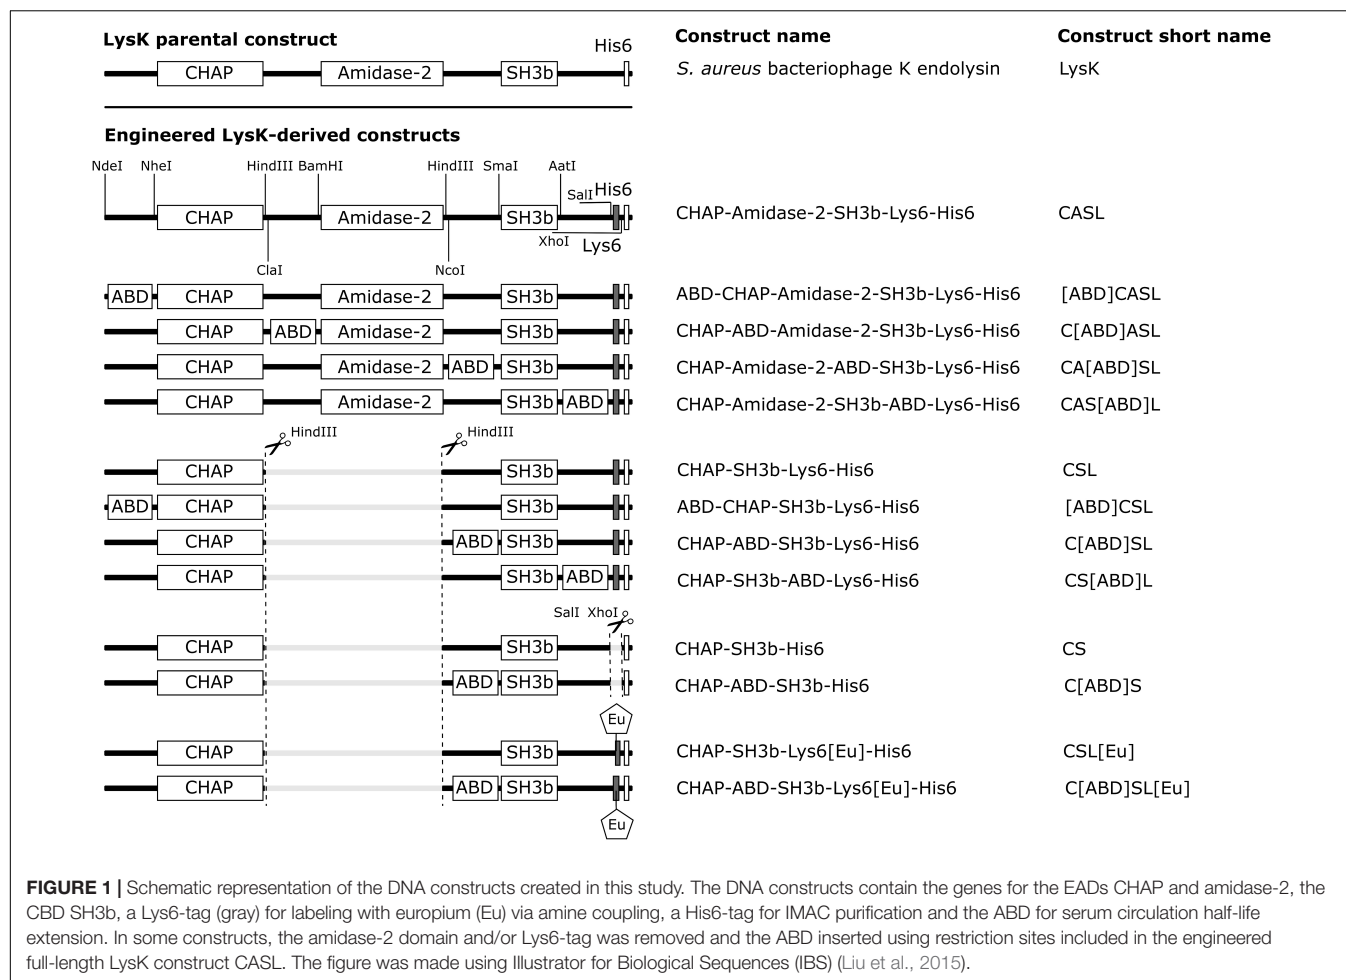 LysK parental construct
His6
Construct name
Construct short name
CHAP
Amidase-2
SH3b
S. aureus bacteriophage K endolysin
LysK
Engineered LysK-derived constructs
NdeI
NheI
HindIII
BamHI
HindIII
SmaI
AatI
SalI
His6
CHAP
Amidase-2
SH3b
CHAP-Amidase-2-SH3b-Lys6-His6
CASL
XhoI
Lys6
ClaI
NcoI
ABD
CHAP
Amidase-2
SH3b
ABD-CHAP-Amidase-2-SH3b-Lys6-His6
[ABD]CASL
CHAP
ABD
Amidase-2
SH3b
CHAP-ABD-Amidase-2-SH3b-Lys6-His6
C[ABD]ASL
CHAP
Amidase-2
ABD
SH3b
CHAP-Amidase-2-ABD-SH3b-Lys6-His6
CA[ABD]SL
CHAP
Amidase-2
SH3b
ABD
CHAP-Amidase-2-SH3b-ABD-Lys6-His6
CAS[ABD]L
HindIII
HindIII
CHAP
SH3b
CHAP-SH3b-Lys6-His6
CSL
ABD
CHAP
SH3b
ABD-CHAP-SH3b-Lys6-His6
[ABD]CSL
CHAP
ABD
SH3b
CHAP-ABD-SH3b-Lys6-His6
C[ABD]SL
CHAP
SH3b
ABD
CHAP-SH3b-ABD-Lys6-His6
CS[ABD]L
SalI
XhoI
CHAP
SH3b
CHAP-SH3b-His6
CS
CHAP
ABD
SH3b
CHAP-ABD-SH3b-His6
C[ABD]S
Eu
CHAP
SH3b
CHAP-SH3b-Lys6[Eu]-His6
CSL[Eu]
CHAP
ABD
SH3b
CHAP-ABD-SH3b-Lys6[Eu]-His6
C[ABD]SL[Eu]
Eu
FIGURE 1 | Schematic representation of the DNA constructs created in this study. The DNA constructs contain the genes for the EADs CHAP and amidase-2, the
CBD SH3b, a Lys6-tag (gray) for labeling with europium (Eu) via amine coupling, a His6-tag for IMAC purification and the ABD for serum circulation half-life
extension. In some constructs, the amidase-2 domain and/or Lys6-tag was removed and the ABD inserted using restriction sites included in the engineered
full-length LysK construct CASL. The figure was made using Illustrator for Biological Sequences (IBS) (Liu et al., 2015).